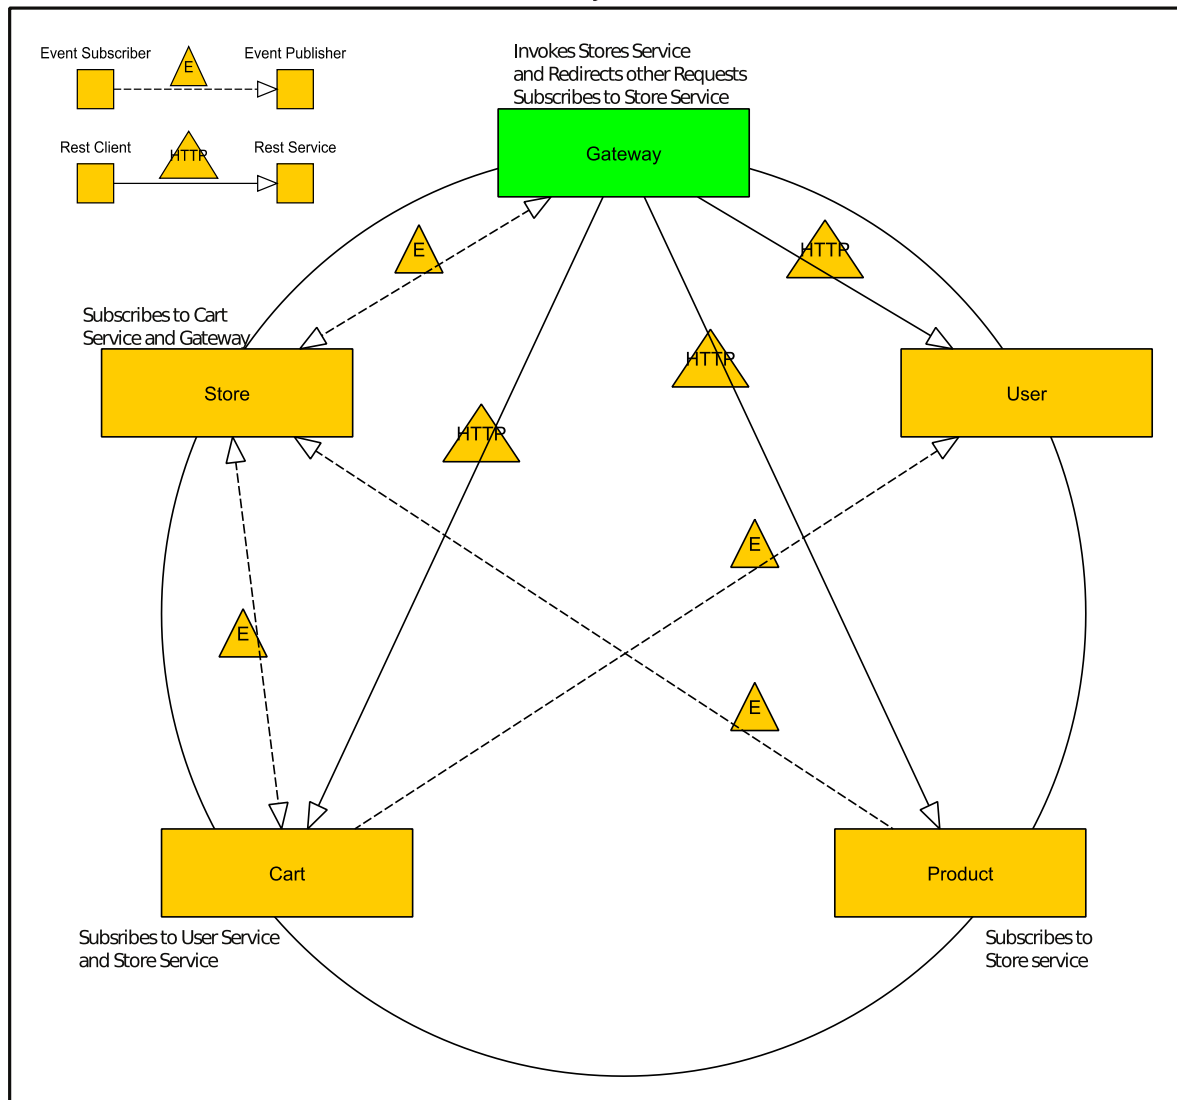 Event Subscriber
E
Event Publisher
Rest Client
HTTP
Rest Service
Invokes Stores Service
and Redirects other Requests
Subscribes to Store Service
Gateway
E
HTTP
Subscribes to Cart
Service and Gateway
Store
HTTP
User
HTTP
E
E
E
Cart
Product
Subsribes to User Service
and Store Service
Subscribes to
Store service